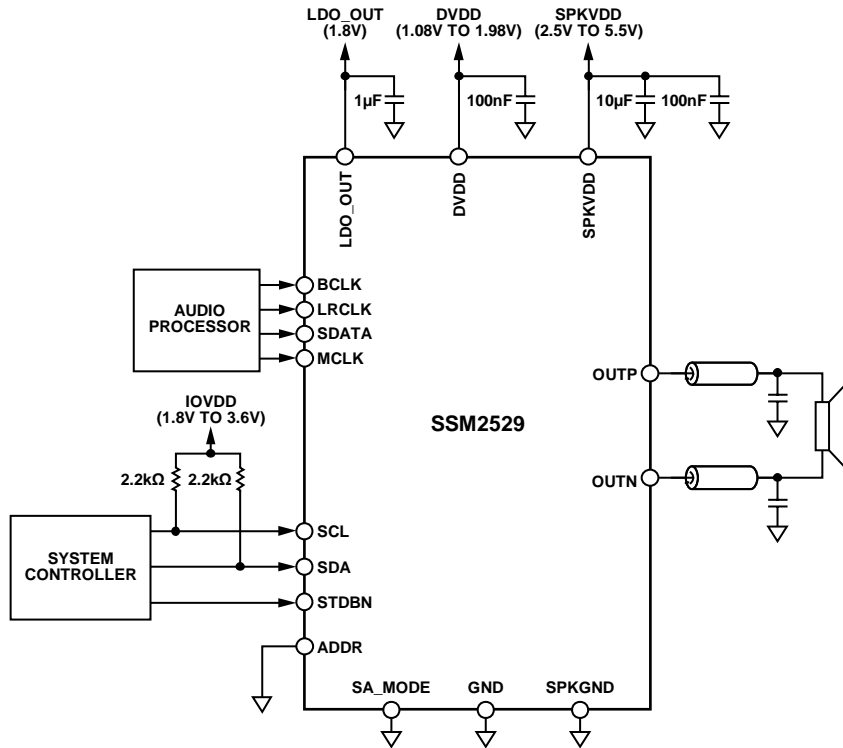 LDO_OUT
(1.8V)
DVDD
(1.08V TO 1.98V)
SPKVDD
(2.5V TO 5.5V)
1µF
100nF
10µF
100nF
LDO_OUT
DVDD
SPKVDD
AUDIO
PROCESSOR
BCLK
LRCLK
SDATA
MCLK
OUTP
SSM2529
IOVDD
(1.8V TO 3.6V)
2.2kΩ
2.2kΩ
OUTN
SYSTEM
CONTROLLER
SCL
SDA
STDBN
ADDR
SA_MODE
GND
SPKGND